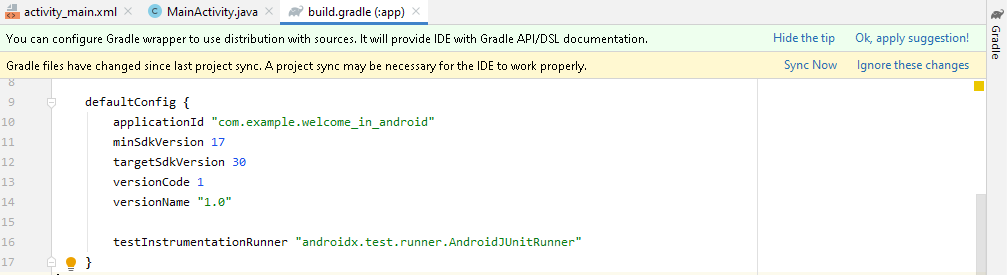 activity_main.xml MainActivity.java build.gradle (:app)
You can configure Gradle wrapper to use distribution with sources. It will provide IDE with Gradle API/DSL documentation. Hide the tip Ok, apply suggestion!
Gradle files have changed since last project sync. A project sync may be necessary for the IDE to work properly. Sync Now Ignore these changes
Gradle
8
9 defaultConfig {
10 applicationId "com.example.welcome_in_android"
11 minSdkVersion 17
12 targetSdkVersion 30
13 versionCode 1
14 versionName "1.0"
15
16 testInstrumentationRunner "androidx.test.runner.AndroidJUnitRunner"
17 }